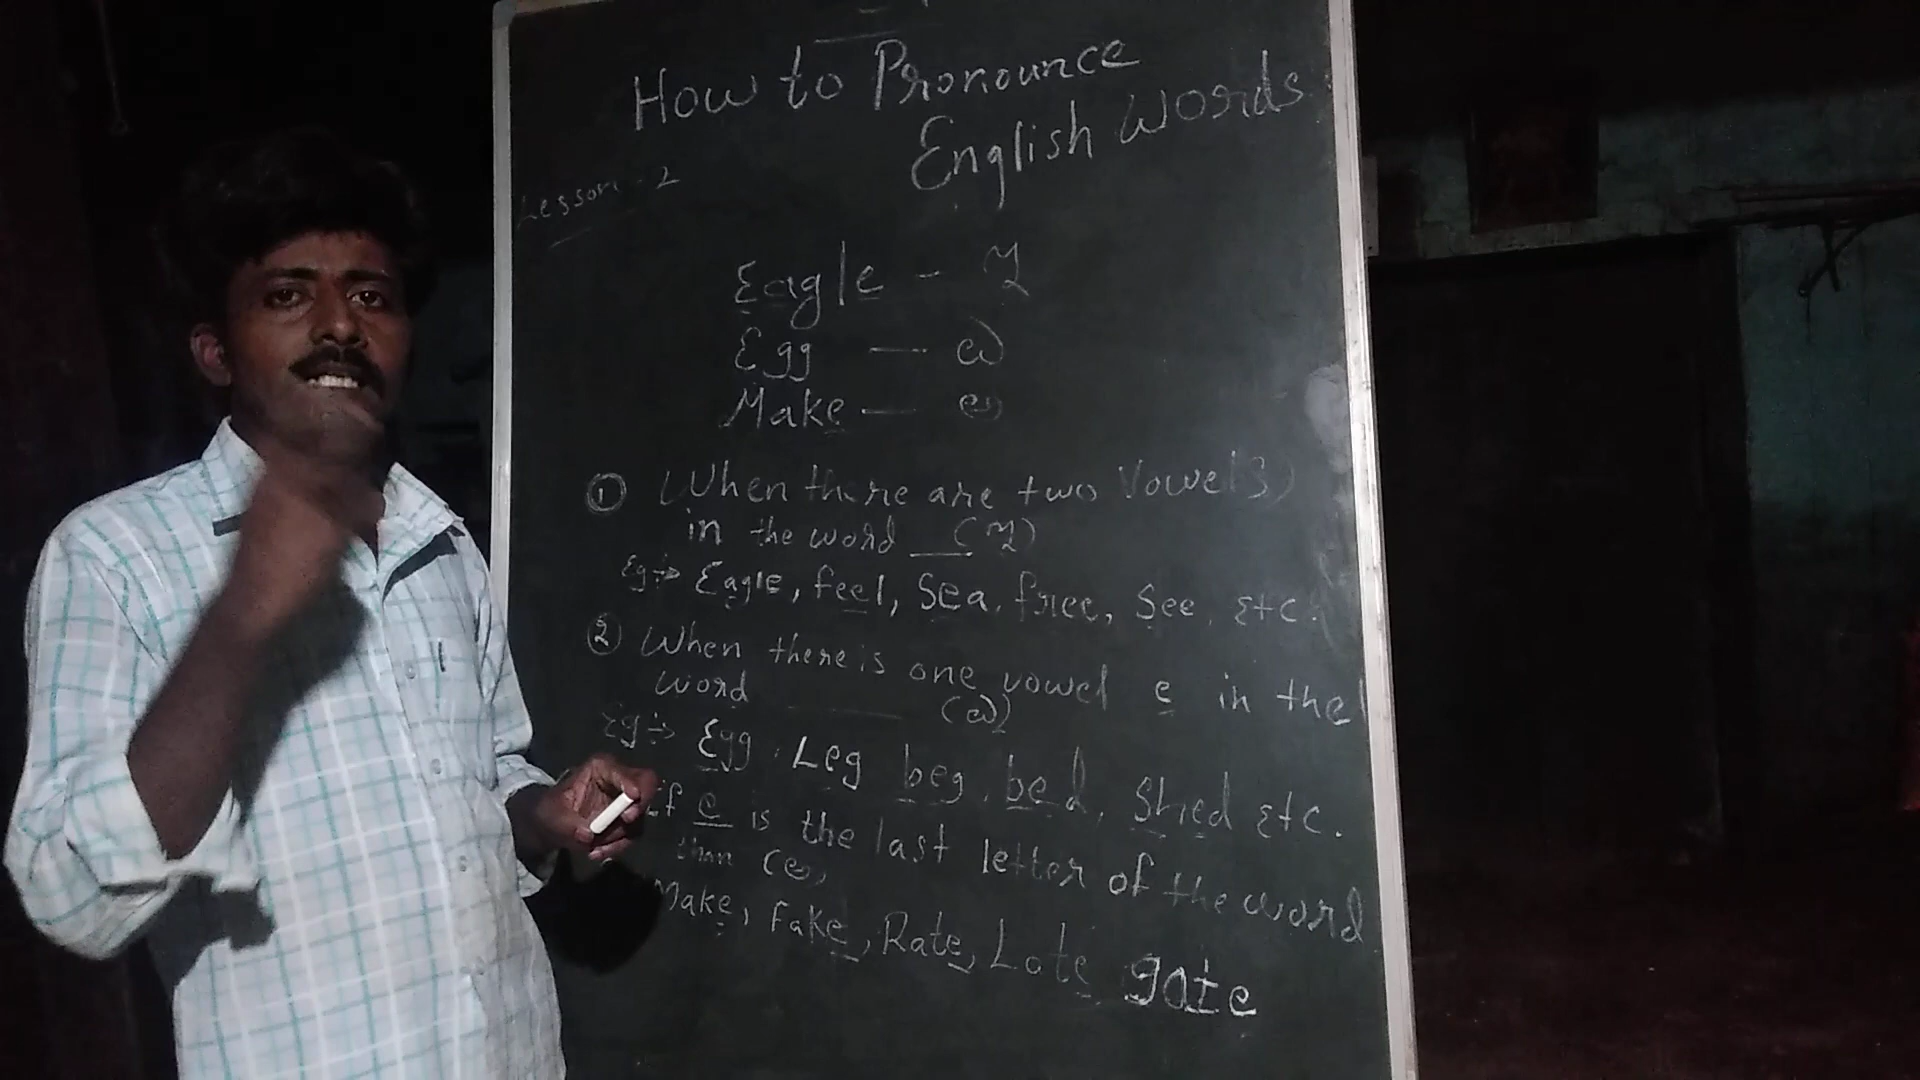 How to Pronounce
English Words
Lesson - 2
Eagle - ఇ
Egg — ఎ
Make — ఆ
① When there are two Vowels)
in the word ___ (ఇ)
Eg:-> Eagle, feel, Sea, free, See, Etc.
② When there is one vowel e in the
word (ఎ)
Eg:-> Egg, Leg beg, bed, Shed Etc.
If e is the last letter of the word
than
Make, Fake, Rate, Late gate